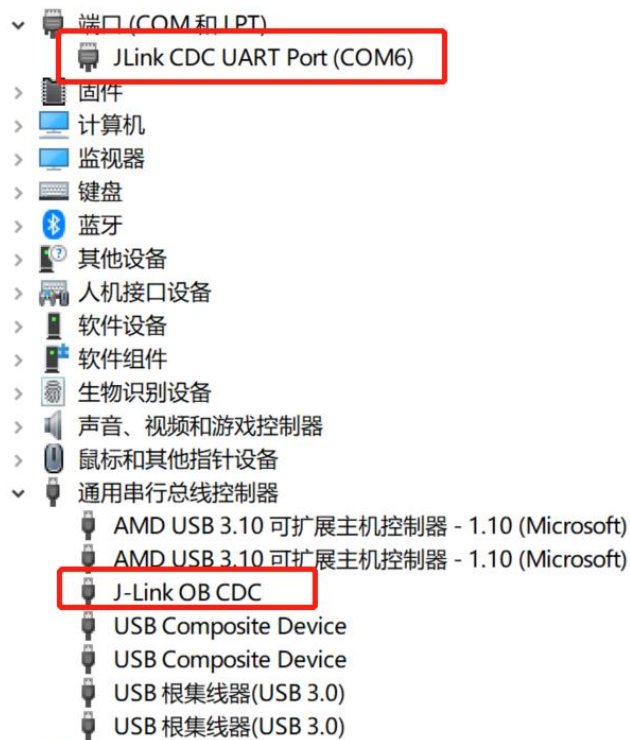 端口 (COM 和 LPT)
JLink CDC UART Port (COM6)
固件
计算机
监视器
键盘
蓝牙
其他设备
人机接口设备
软件设备
软件组件
生物识别设备
声音、视频和游戏控制器
鼠标和其他指针设备
通用串行总线控制器
AMD USB 3.10 可扩展主机控制器 - 1.10 (Microsoft)
AMD USB 3.10 可扩展主机控制器 - 1.10 (Microsoft)
J-Link OB CDC
USB Composite Device
USB Composite Device
USB 根集线器(USB 3.0)
USB 根集线器(USB 3.0)